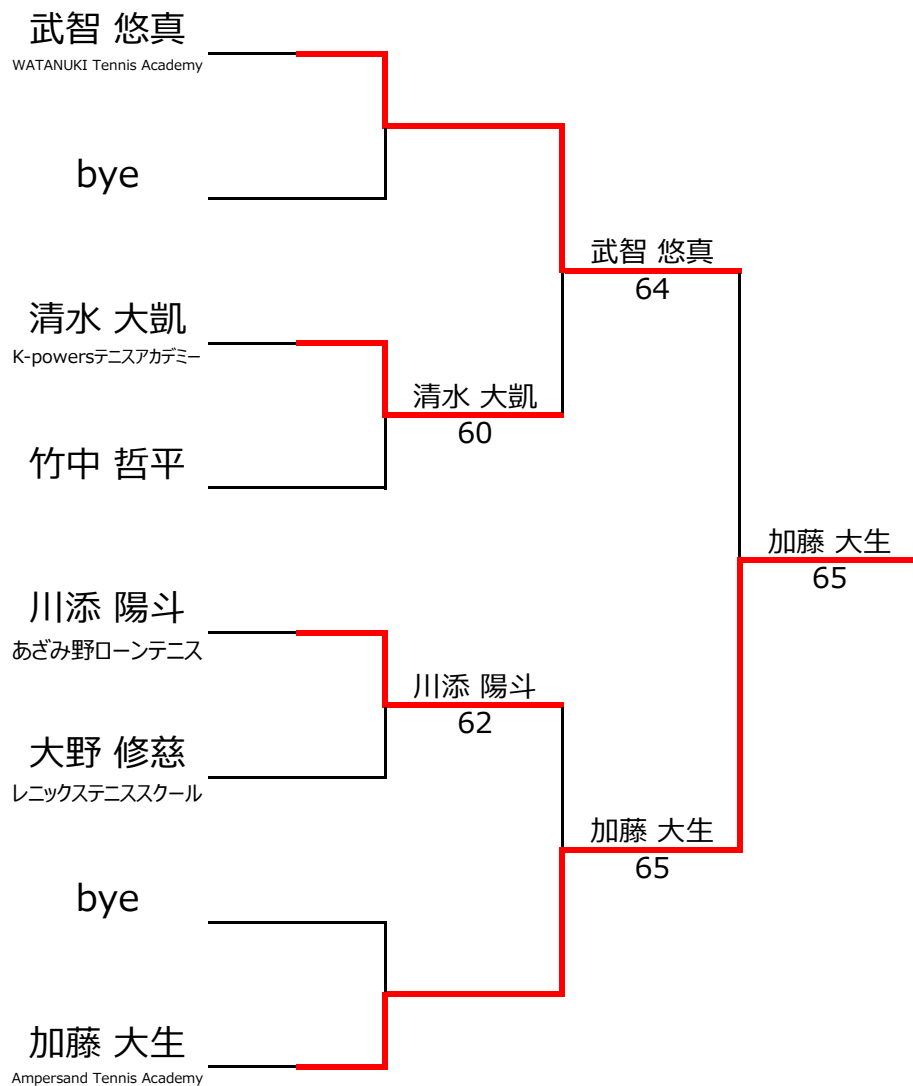 武智 悠真
WATANUKI Tennis Academy
bye
武智 悠真
64
清水 大凱
K-powersテニスアカデミー
清水 大凱
60
竹中 哲平
加藤 大生
65
川添 陽斗
あざみ野ローンテニス
川添 陽斗
62
大野 修慈
レニックステニススクール
加藤 大生
65
bye
加藤 大生
Ampersand Tennis Academy